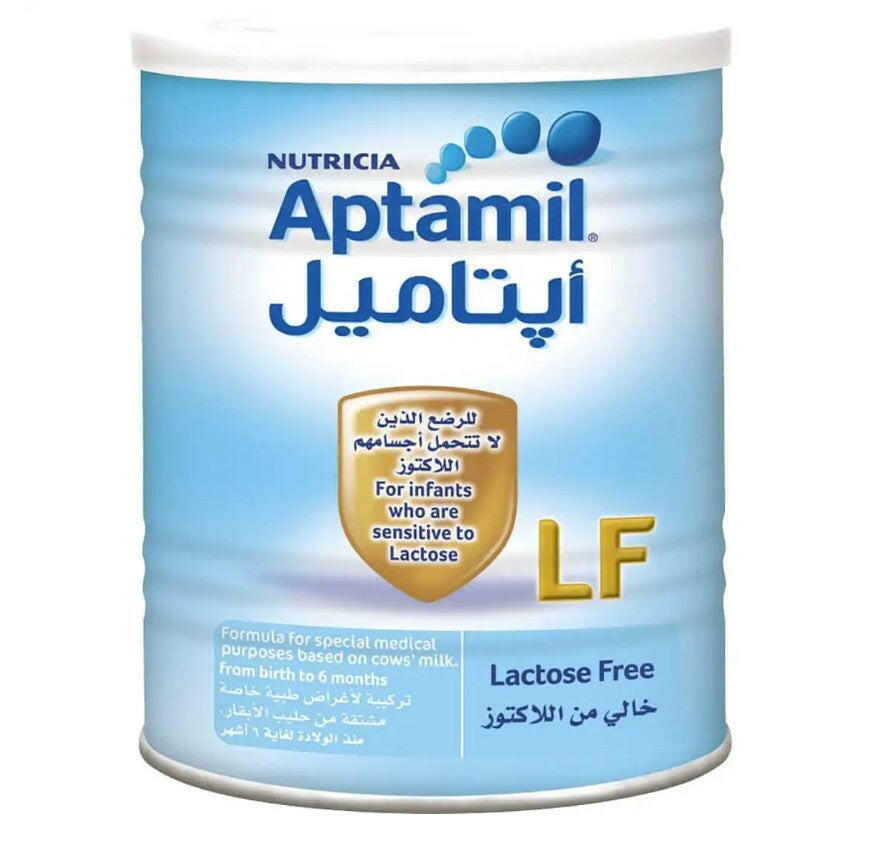 NUTRICIA
Aptamil®
أپتاميل
للرضع الذين
لا تتحمل أجسامهم
اللاكتوز
For infants
who are
sensitive to
Lactose
LF
Formula for special medical
purposes based on cows' milk.
from birth to 6 months
تركيبة لأغراض طبية خاصة
مشتقة من حليب الأبقار.
منذ الولادة لغاية ٦ أشهر
Lactose Free
خالي من اللاكتوز